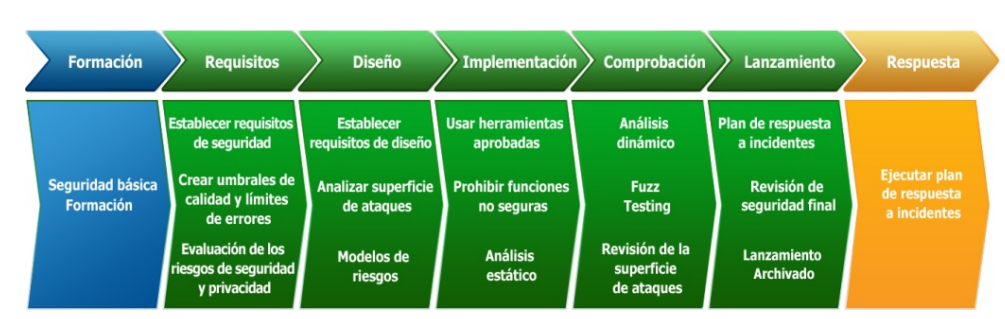 Formación
Requisitos
Diseño
Implementación
Comprobación
Lanzamiento
Respuesta
Seguridad básica
Formación
Establecer requisitos
de seguridad
Crear umbrales de
calidad y límites
de errores
Evaluación de los
riesgos de seguridad
y privacidad
Establecer
requisitos de diseño
Analizar superficie
de ataques
Modelos de
riesgos
Usar herramientas
aprobadas
Prohibir funciones
no seguras
Análisis
estático
Análisis
dinámico
Fuzz
Testing
Revisión de la
superficie
de ataques
Plan de respuesta
a incidentes
Revisión de
seguridad final
Lanzamiento
Archivado
Ejecutar plan
de respuesta
a incidentes